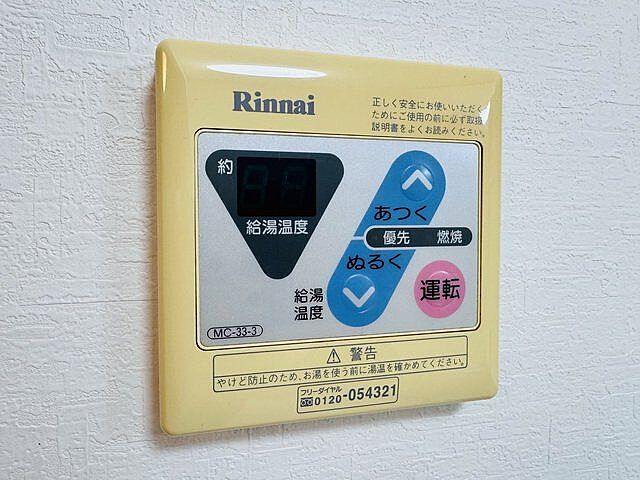 Rinnai
正しく安全にお使いいただく
ためにご使用の前に必ず取扱
説明書をよくお読みください。
約
給湯温度
あつく
優先 燃焼
ぬるく
給湯
温度
運転
MC-33-3
⚠ 警告
やけど防止のため、お湯を使う前に湯温を確かめてください。
フリーダイヤル
0120-054321